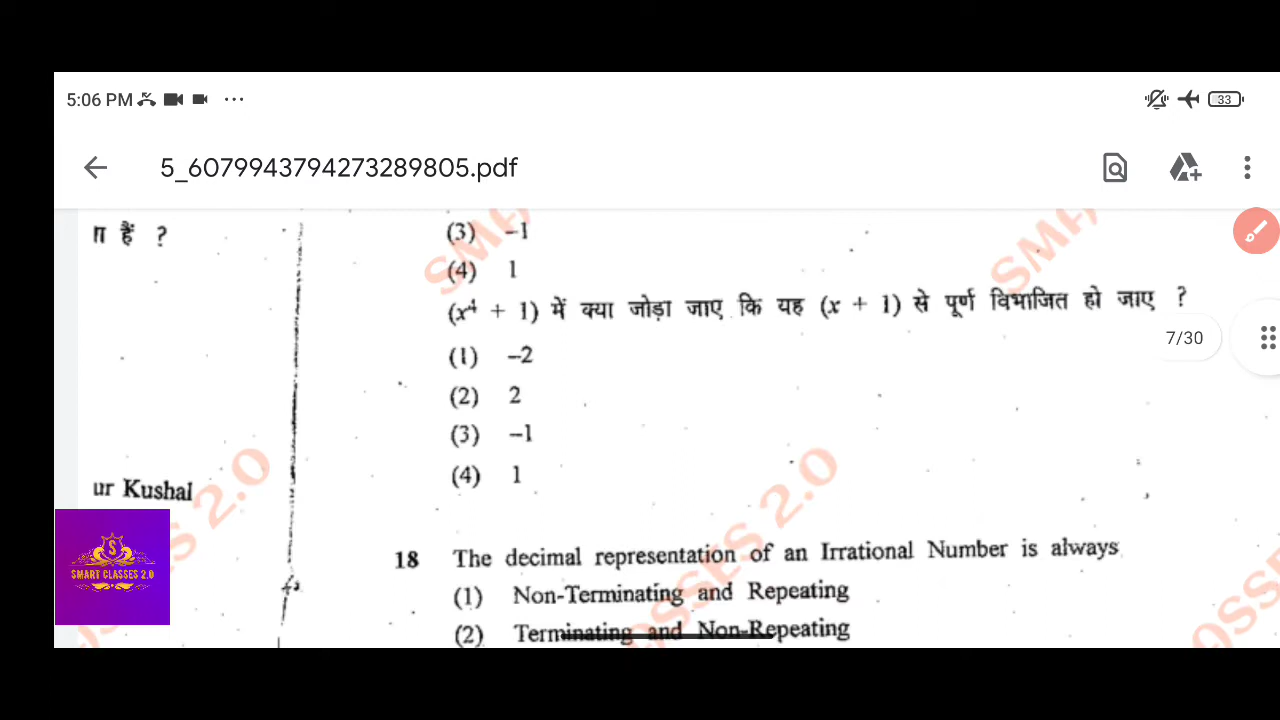 5:06 PM ...
33
5_6079943794273289805.pdf
ा हैं ?
(3) -1
(4) 1
(x⁴ + 1) में क्या जोड़ा जाए कि यह (x + 1) से पूर्ण विभाजित हो जाए ?
7/30
(1) -2
(2) 2
(3) -1
(4) 1
ur Kushal
S
SMART CLASSES 2.0
18 The decimal representation of an Irrational Number is always
(1) Non-Terminating and Repeating
(2) Terminating and Non-Repeating